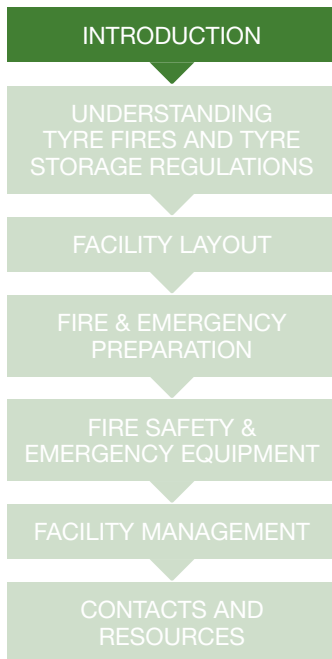 INTRODUCTION
UNDERSTANDING
TYRE FIRES AND TYRE
STORAGE REGULATIONS
FACILITY LAYOUT
FIRE & EMERGENCY
PREPARATION
FIRE SAFETY &
EMERGENCY EQUIPMENT
FACILITY MANAGEMENT
CONTACTS AND
RESOURCES